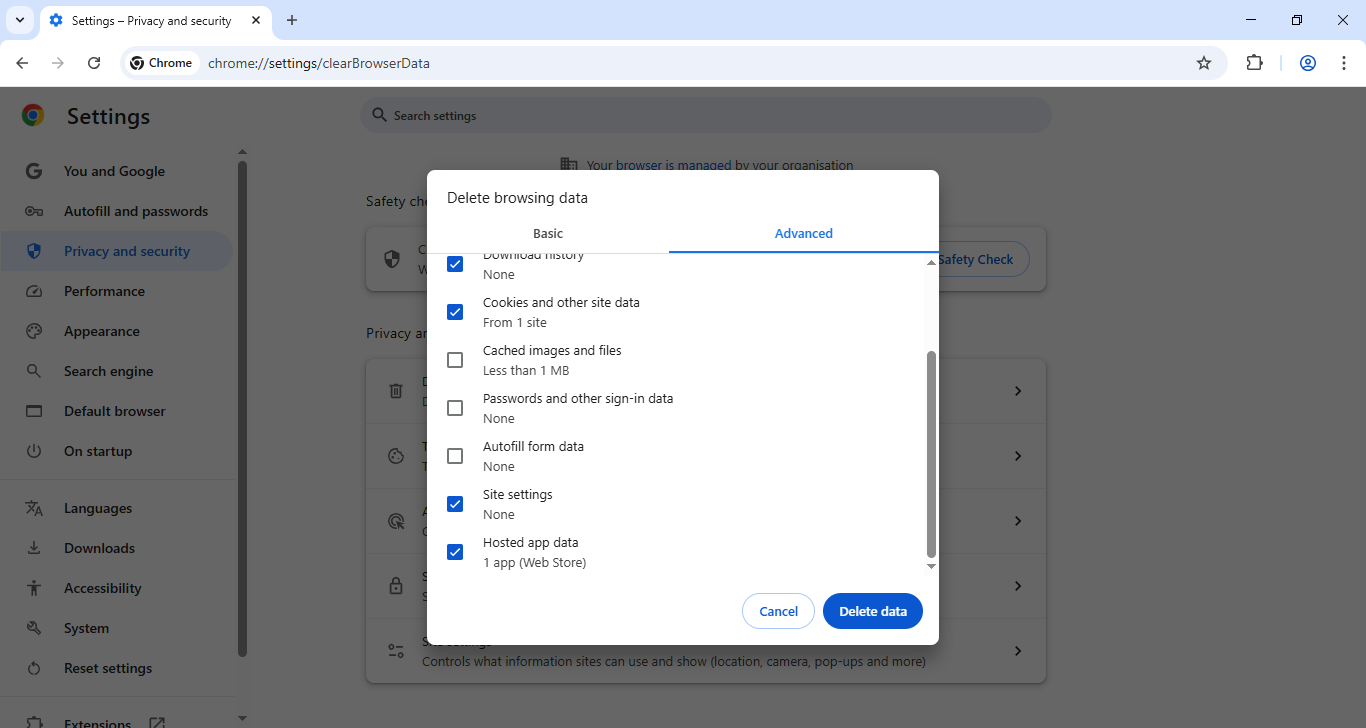 Settings – Privacy and security
Chrome
chrome://settings/clearBrowserData
Settings
Search settings
Your browser is managed by your organisation
You and Google
Autofill and passwords
Privacy and security
Performance
Appearance
Search engine
Default browser
On startup
Languages
Downloads
Accessibility
System
Reset settings
Extensions
Safety
Safety Check
Privacy
Delete browsing data
Basic
Advanced
Download history
None
Cookies and other site data
From 1 site
Cached images and files
Less than 1 MB
Passwords and other sign-in data
None
Autofill form data
None
Site settings
None
Hosted app data
1 app (Web Store)
Cancel
Delete data
Site settings
Controls what information sites can use and show (location, camera, pop-ups and more)